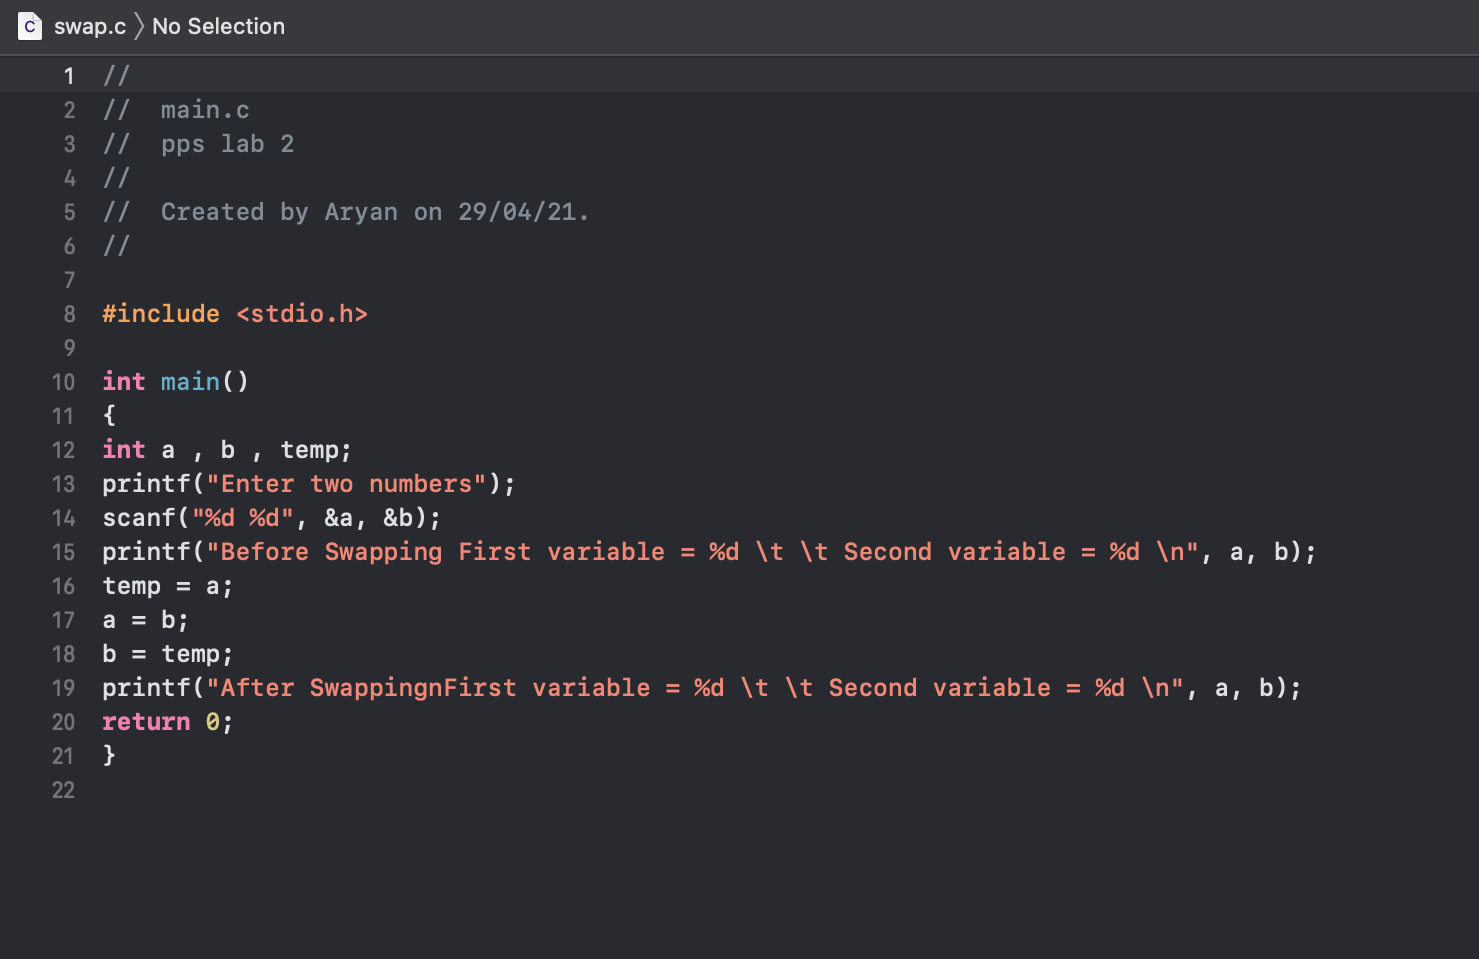 swap.c 〉 No Selection
1 //
2 //  main.c
3 //  pps lab 2
4 //
5 //  Created by Aryan on 29/04/21.
6 //
7
8 #include <stdio.h>
9
10 int main()
11 {
12 int a , b , temp;
13 printf("Enter two numbers");
14 scanf("%d %d", &a, &b);
15 printf("Before Swapping First variable = %d \t \t Second variable = %d \n", a, b);
16 temp = a;
17 a = b;
18 b = temp;
19 printf("After SwappingnFirst variable = %d \t \t Second variable = %d \n", a, b);
20 return 0;
21 }
22